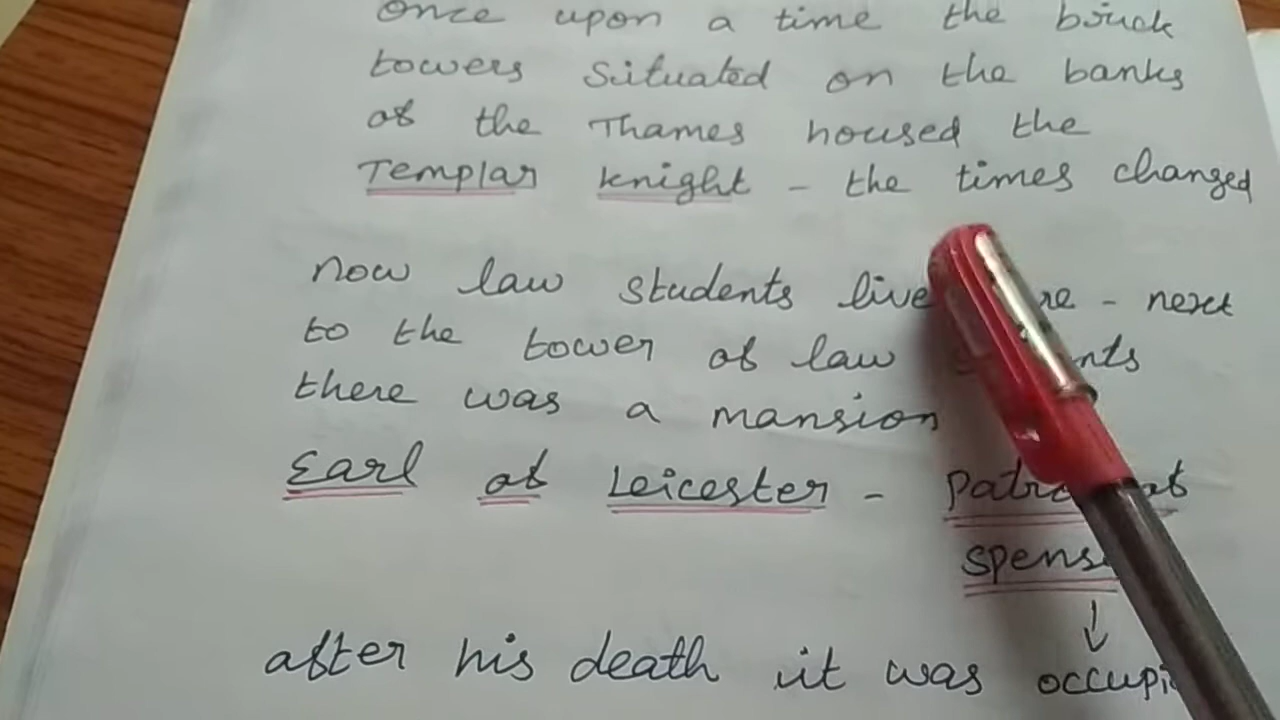 once upon a time the brick
towers situated on the banks
of the Thames housed the
Templar knight - the times changed
now law students live - next
to the tower of law
there was a mansion
Earl of Leicester - of
after his death it was